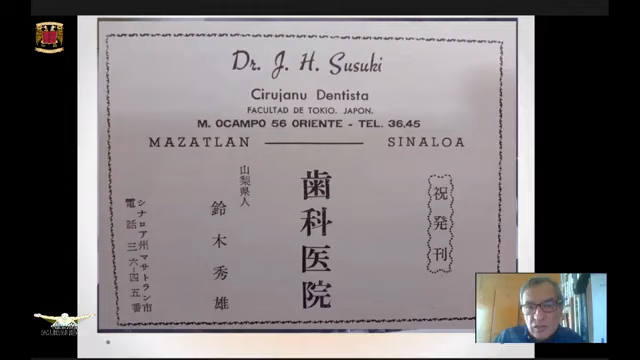 Dr. J. H. Susuki
Cirujanu Dentista
FACULTAD DE TOKIO, JAPON.
M. OCAMPO 56 ORIENTE - TEL. 36,45
MAZATLAN — SINALOA
祝発刊
歯科医院
山梨県人
鈴木秀雄
シナロア州マサトラン市
電話三六ー四五番